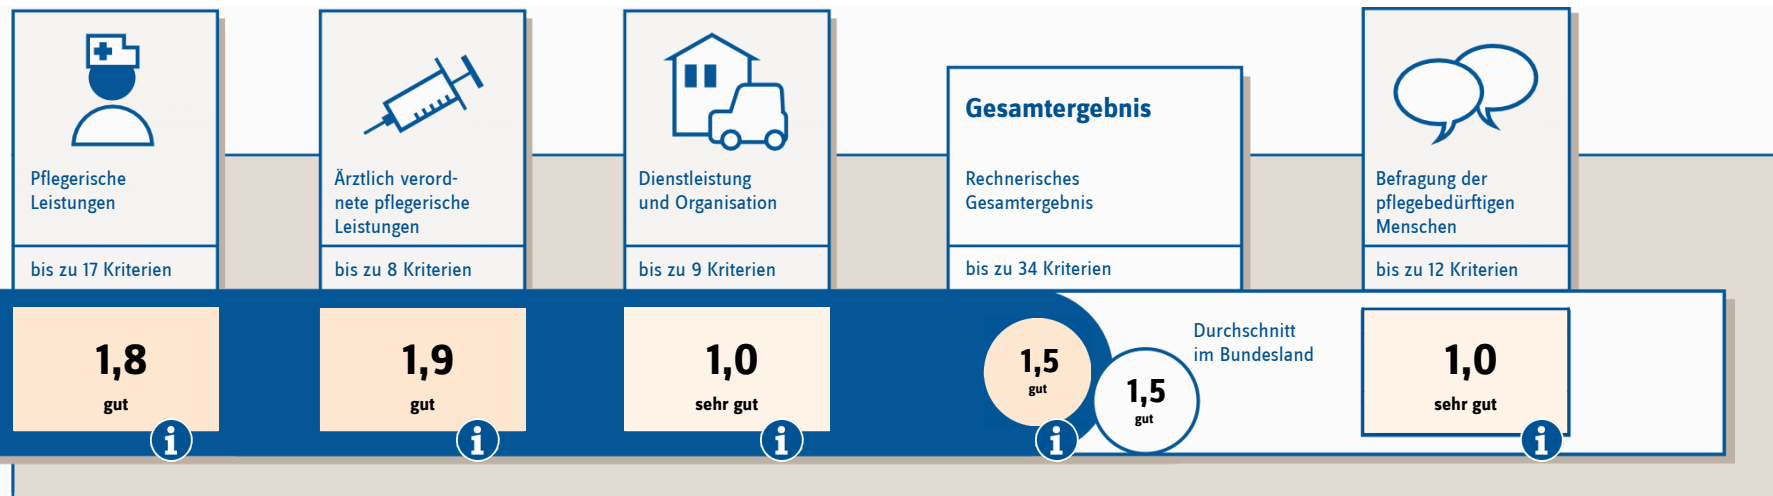 Pflegerische
Leistungen
bis zu 17 Kriterien
1,8
gut
i
Ärztlich verord-
nete pflegerische
Leistungen
bis zu 8 Kriterien
1,9
gut
i
Dienstleistung
und Organisation
bis zu 9 Kriterien
1,0
sehr gut
i
Gesamtergebnis
Rechnerisches
Gesamtergebnis
bis zu 34 Kriterien
1,5
gut
i
Durchschnitt
im Bundesland
1,5
gut
Befragung der
pflegebedürftigen
Menschen
bis zu 12 Kriterien
1,0
sehr gut
i